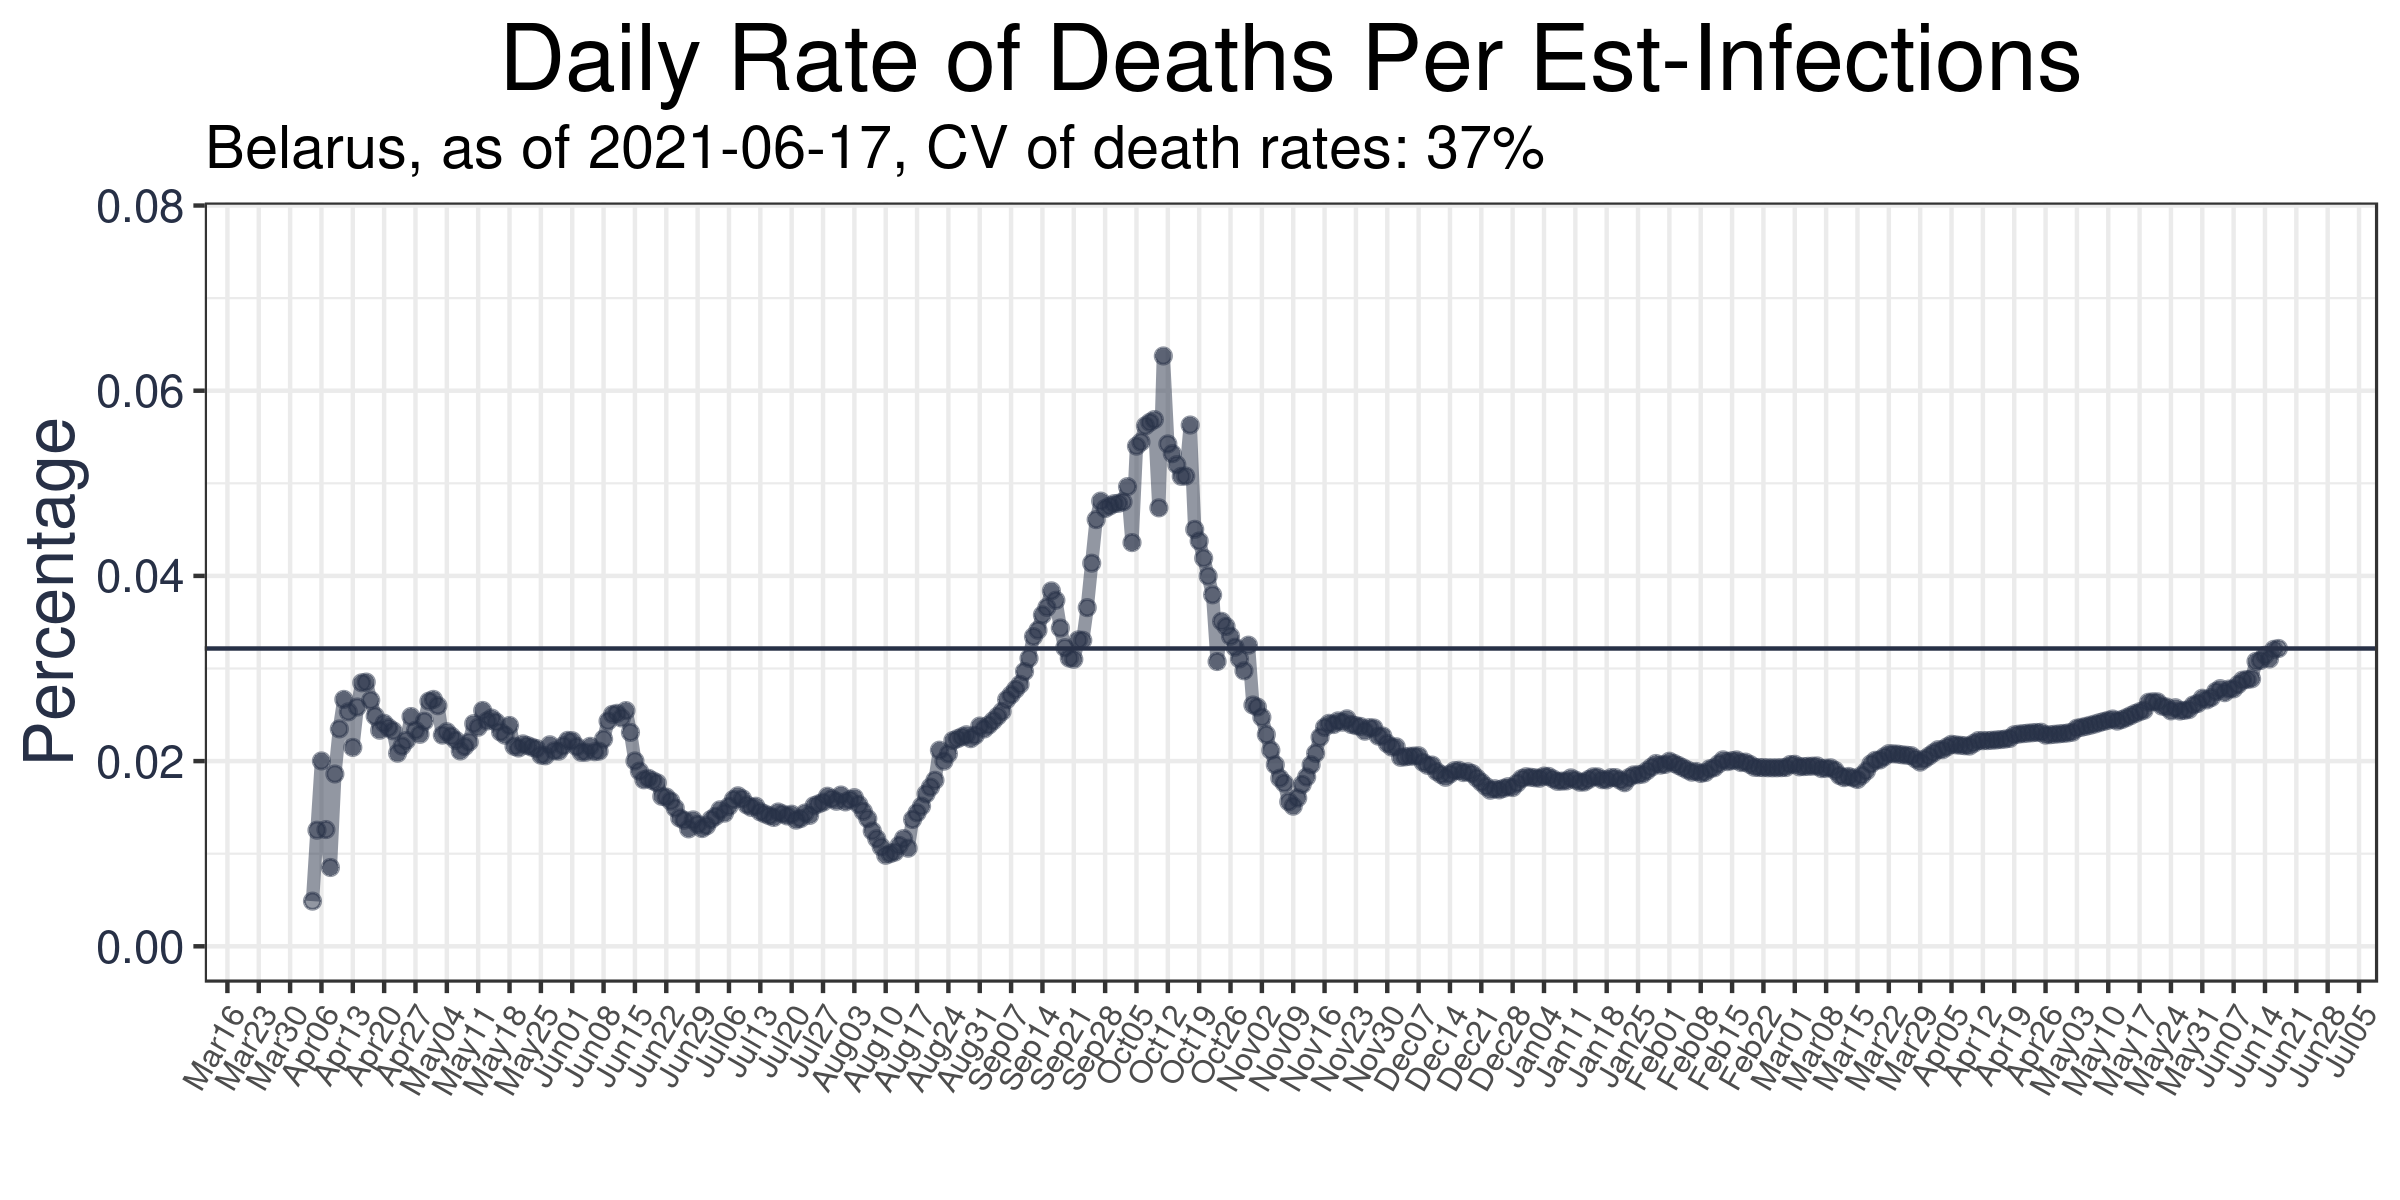 Daily Rate of Deaths Per Est-Infections
Belarus, as of 2021-06-17, CV of death rates: 37%
Percentage
0.08
0.06
0.04
0.02
0.00
Mar16
Mar23
Mar30
Apr06
Apr13
Apr20
Apr27
May04
May11
May18
May25
Jun01
Jun08
Jun15
Jun22
Jun29
Jul06
Jul13
Jul20
Jul27
Aug03
Aug10
Aug17
Aug24
Aug31
Sep07
Sep14
Sep21
Sep28
Oct05
Oct12
Oct19
Oct26
Nov02
Nov09
Nov16
Nov23
Nov30
Dec07
Dec14
Dec21
Dec28
Jan04
Jan11
Jan18
Jan25
Feb01
Feb08
Feb15
Feb22
Mar01
Mar08
Mar15
Mar22
Mar29
Apr05
Apr12
Apr19
Apr26
May03
May10
May17
May24
May31
Jun07
Jun14
Jun21
Jun28
Jul05